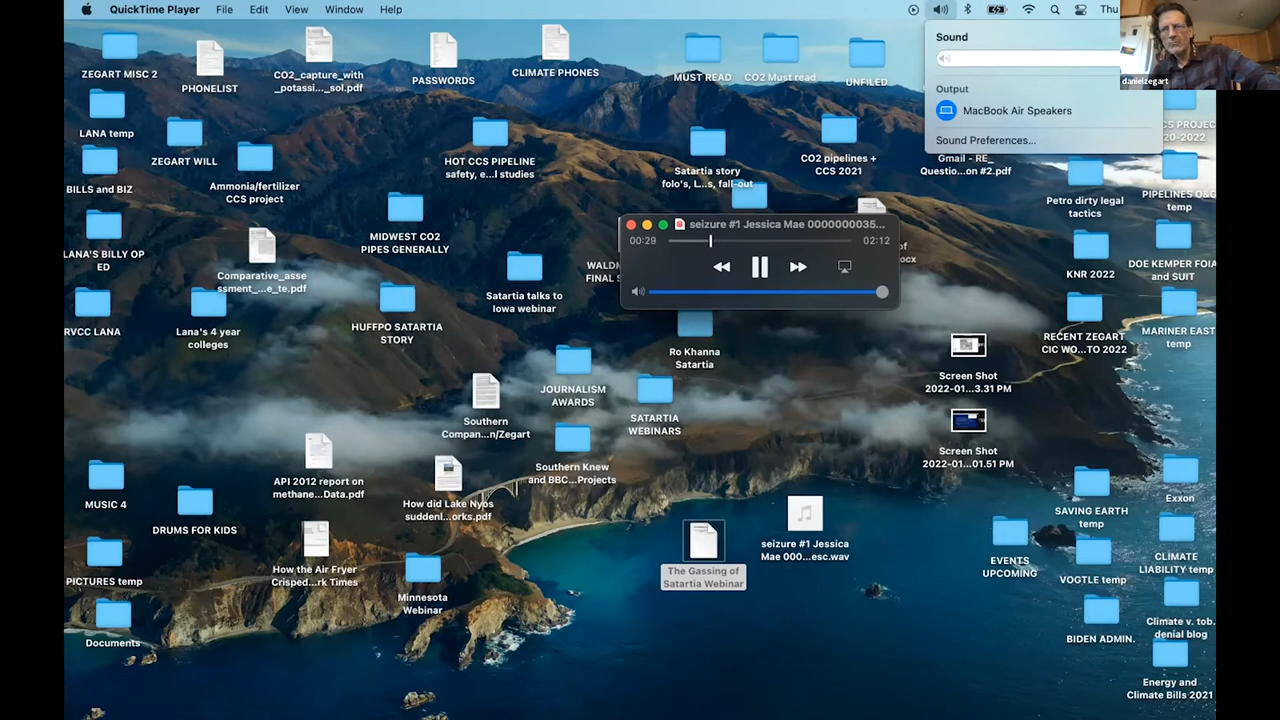 QuickTime Player File Edit View Window Help Thu
Sound
danielzegart
Output
MacBook Air Speakers
Sound Preferences...
ZEGART MISC 2
PHONELIST
CO2_capture_with
_potassi..._sol.pdf
PASSWORDS
CLIMATE PHONES
MUST READ
CO2 Must read
UNFILED
LANA temp
ZEGART WILL
HOT CCS PIPELINE
safety, e...l studies
Satartia story
folo's, L...s, fall-out
CO2 pipelines +
CCS 2021
Gmail - RE_
Questio...on #2.pdf
CS PROJEC
20-2022
BILLS and BIZ
Ammonia/fertilizer
CCS project
Petro dirty legal
tactics
PIPELINES O&G
temp
LANA'S BILLY OP
ED
Comparative_asse
essment_...e_te.pdf
MIDWEST CO2
PIPES GENERALLY
seizure #1 Jessica Mae 0000000035...
00:29
02:12
WALDM
FINAL S
of
ocx
KNR 2022
DOE KEMPER FOIA
and SUIT
RVCC LANA
Lana's 4 year
colleges
HUFFPO SATARTIA
STORY
Satartia talks to
Iowa webinar
Ro Khanna
Satartia
RECENT ZEGART
CIC WO...TO 2022
MARINER EAST
temp
Screen Shot
2022-01...3.31 PM
JOURNALISM
AWARDS
SATARTIA
WEBINARS
Southern
Compan...n/Zegart
Screen Shot
2022-01...01.51 PM
Southern Knew
and BBC...Projects
API 2012 report on
methane...Data.pdf
How did Lake Nyos
suddenl...orks.pdf
MUSIC 4
DRUMS FOR KIDS
SAVING EARTH
temp
Exxon
seizure #1 Jessica
Mae 000...esc.wav
The Gassing of
Satartia Webinar
EVENTS
UPCOMING
VOGTLE temp
CLIMATE
LIABILITY temp
PICTURES temp
How the Air Fryer
Crisped...rk Times
Minnesota
Webinar
Documents
BIDEN ADMIN.
Climate v. tob.
denial blog
Energy and
Climate Bills 2021